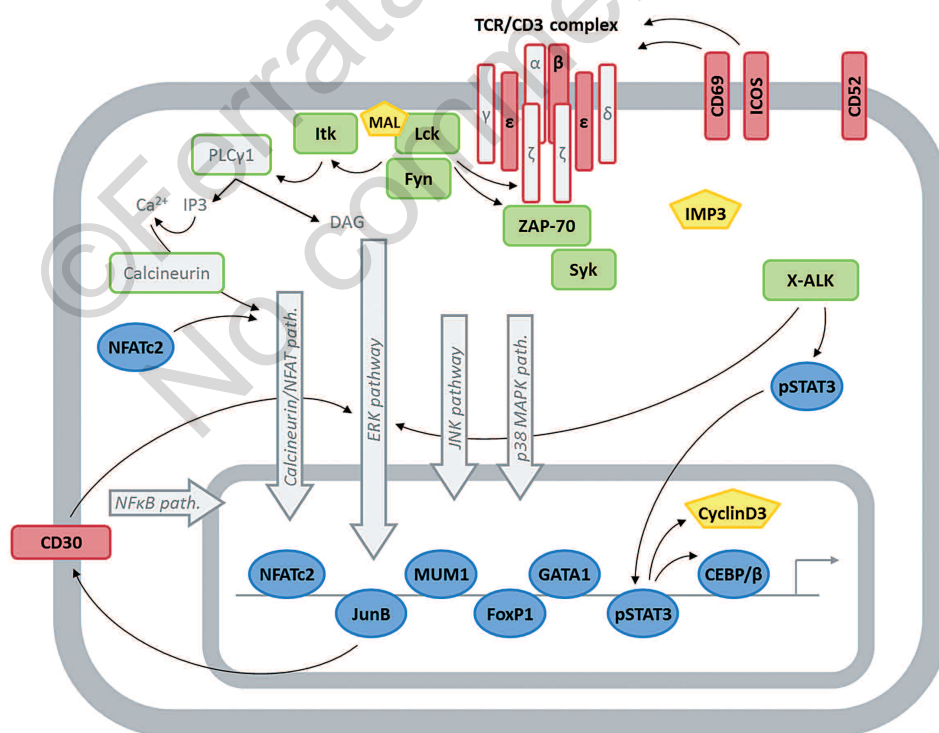 TCR/CD3 complex
α
β
γ
ε
ε
δ
ζ
ζ
CD69
ICOS
CD52
MAL
Itk
Lck
Fyn
PLCγ1
Ca²⁺
IP3
DAG
ZAP-70
Syk
IMP3
Calcineurin
X-ALK
NFATc2
pSTAT3
Calcineurin/NFAT path.
ERK pathway
JNK pathway
p38 MAPK path.
NFκB path.
CD30
CyclinD3
NFATc2
MUM1
GATA1
CEBP/β
JunB
FoxP1
pSTAT3
©Ferrat
No comme